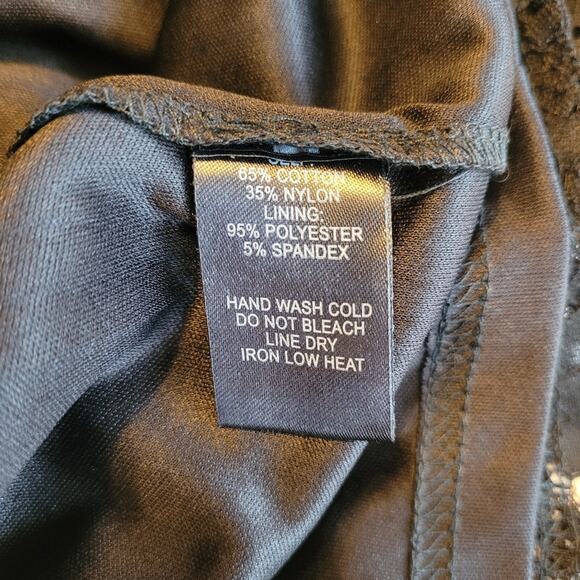 65% COTTON
35% NYLON
LINING:
95% POLYESTER
5% SPANDEX
HAND WASH COLD
DO NOT BLEACH
LINE DRY
IRON LOW HEAT